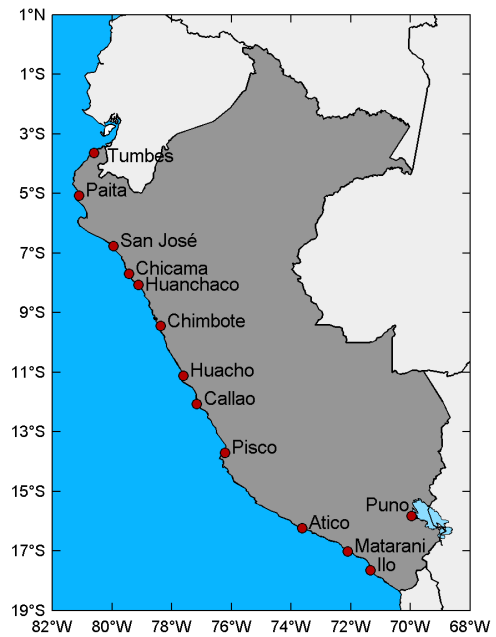 1°N
1°S
3°S
Tumbes
5°S
Paita
7°S
San José
Chicama
Huanchaco
9°S
Chimbote
11°S
Huacho
Callao
13°S
Pisco
15°S
Puno
Atico
17°S
Matarani
Ilo
19°S
82°W 80°W 78°W 76°W 74°W 72°W 70°W 68°W